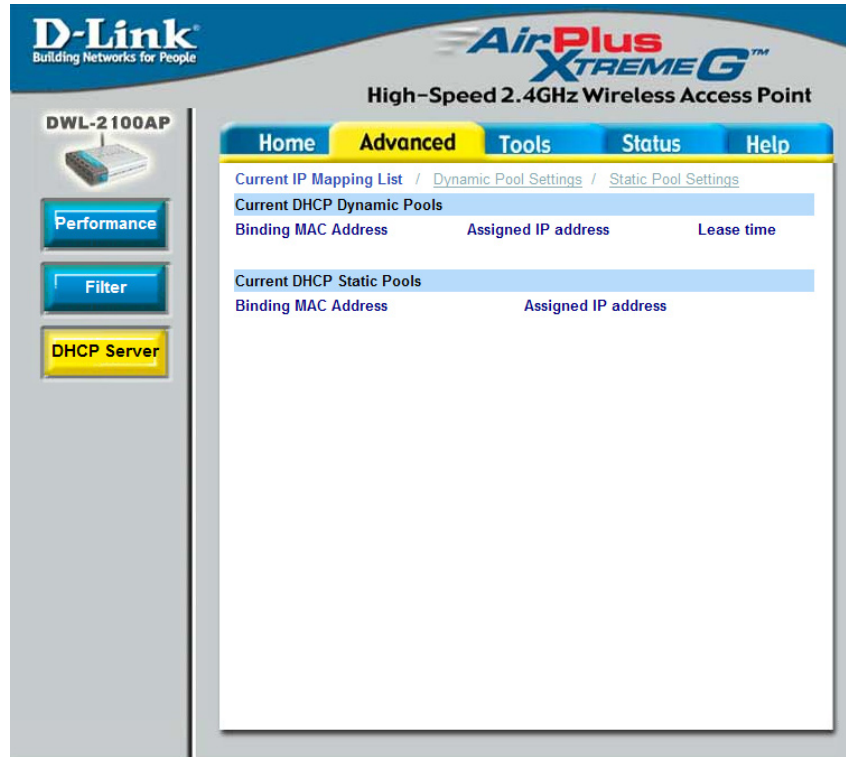 D-Link®
Building Networks for People
AirPlus
XTREME G™
High-Speed 2.4GHz Wireless Access Point
DWL-2100AP
Home Advanced Tools Status Help
Performance
Filter
DHCP Server
Current IP Mapping List / Dynamic Pool Settings / Static Pool Settings
Current DHCP Dynamic Pools
Binding MAC Address Assigned IP address Lease time
Current DHCP Static Pools
Binding MAC Address Assigned IP address